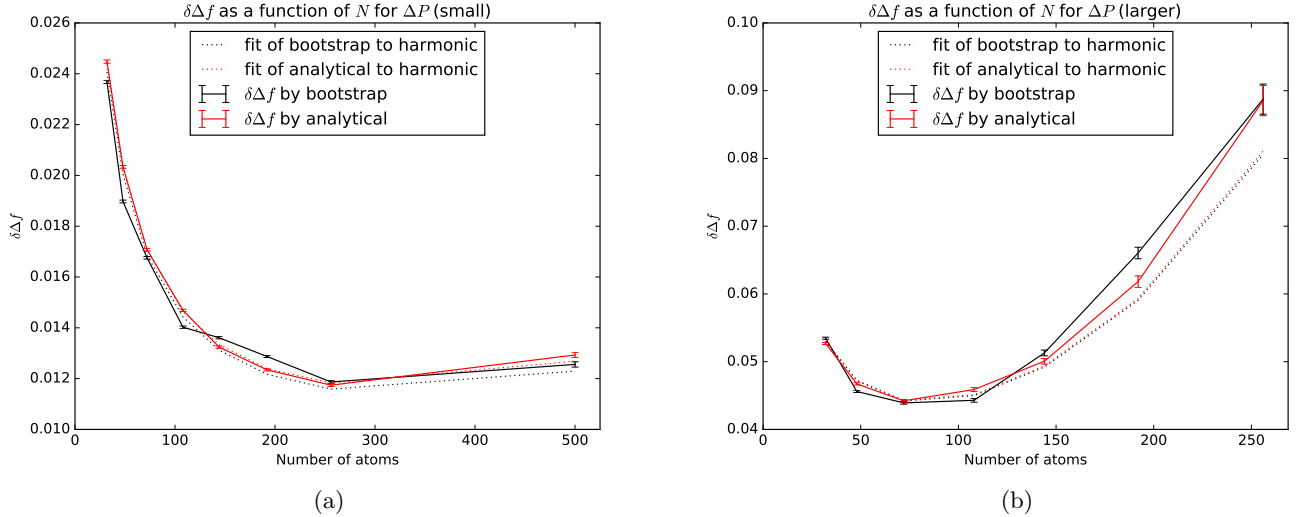 δΔf as a function of N for ΔP (small)
0.026
0.024
0.022
0.020
0.018
0.016
0.014
0.012
0.010
δΔf
fit of bootstrap to harmonic
fit of analytical to harmonic
δΔf by bootstrap
δΔf by analytical
0 100 200 300 400 500
Number of atoms
(a)
δΔf as a function of N for ΔP (larger)
0.10
0.09
0.08
0.07
0.06
0.05
0.04
δΔf
fit of bootstrap to harmonic
fit of analytical to harmonic
δΔf by bootstrap
δΔf by analytical
0 50 100 150 200 250
Number of atoms
(b)